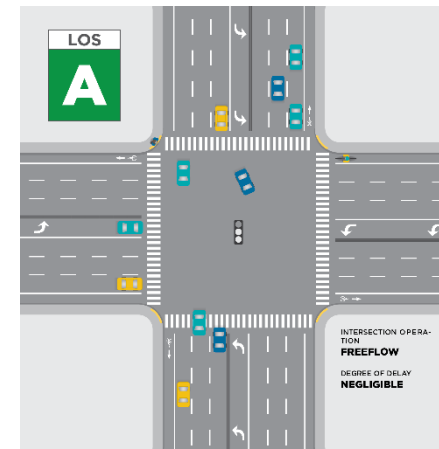 LOS
A
INTERSECTION OPERA-
TION
FREEFLOW
DEGREE OF DELAY
NEGLIGIBLE